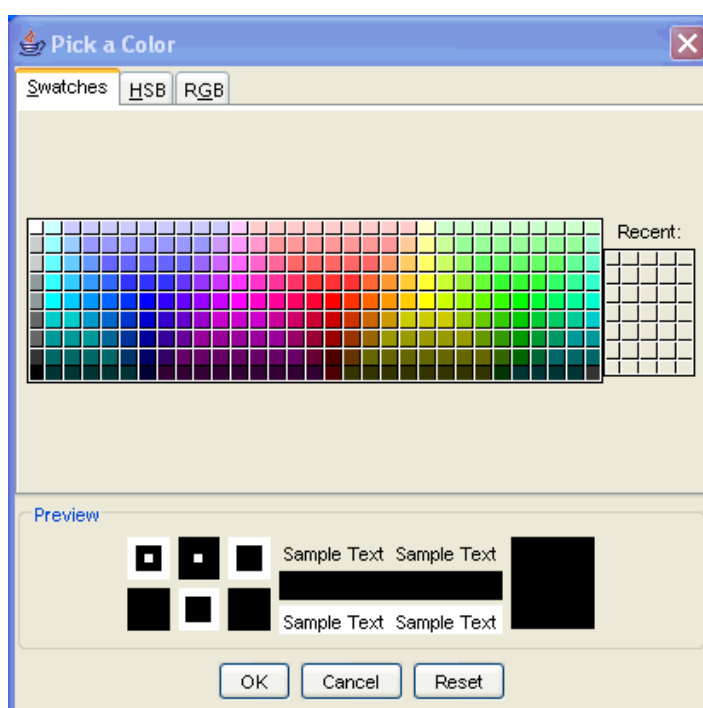 Pick a Color
Swatches HSB RGB
Recent:
Preview
Sample Text Sample Text
Sample Text Sample Text
OK Cancel Reset